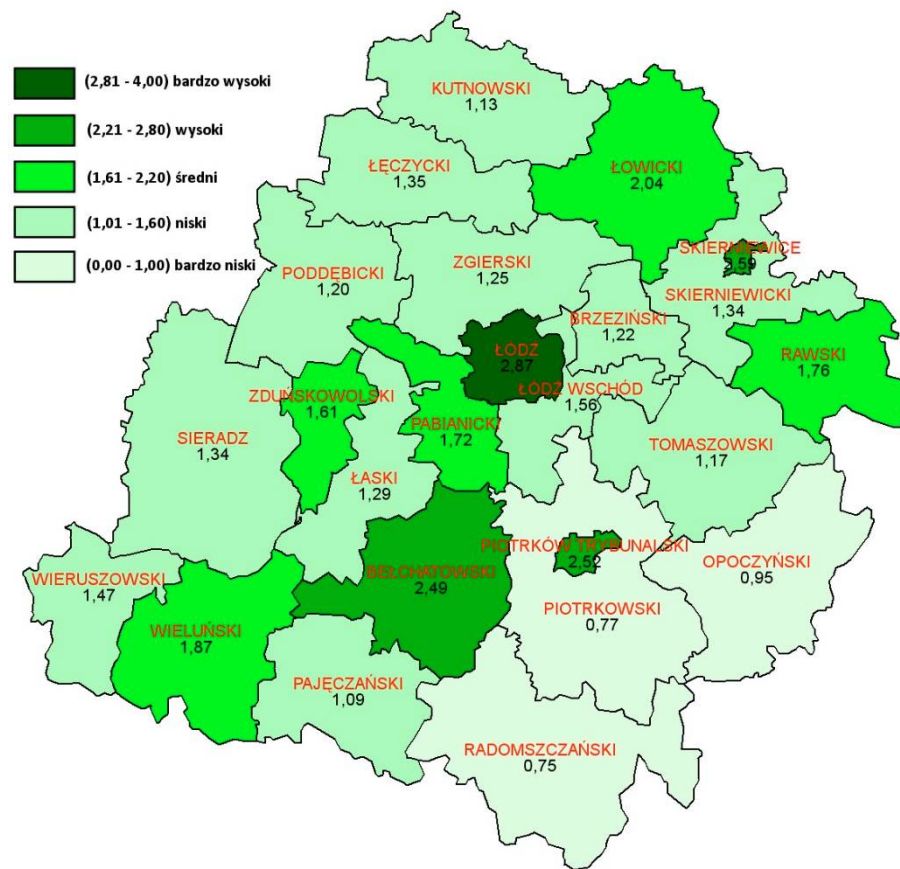 (2,81 - 4,00) bardzo wysoki
(2,21 - 2,80) wysoki
(1,61 - 2,20) średni
(1,01 - 1,60) niski
(0,00 - 1,00) bardzo niski
KUTNOWSKI
1,13
ŁĘCZYCKI
1,35
ŁOWICKI
2,04
SKIERNIEWICE
PODDĘBICKI
1,20
ZGIERSKI
1,25
SKIERNIEWICKI
1,34
BRZEZIŃSKI
1,22
ŁÓDŹ
2,87
RAWSKI
1,76
ZDUŃSKOWOLSKI
1,61
ŁÓDŹ WSCHÓD
1,56
PABIANICKI
1,72
SIERADZ
1,34
TOMASZOWSKI
1,17
ŁASKI
1,29
PIOTRKÓW TRYBUNALSKI
2,52
OPOCZYŃSKI
0,95
WIERUSZOWSKI
1,47
BEŁCHATOWSKI
2,49
PIOTRKOWSKI
0,77
WIELUŃSKI
1,87
PAJĘCZAŃSKI
1,09
RADOMSZCZAŃSKI
0,75